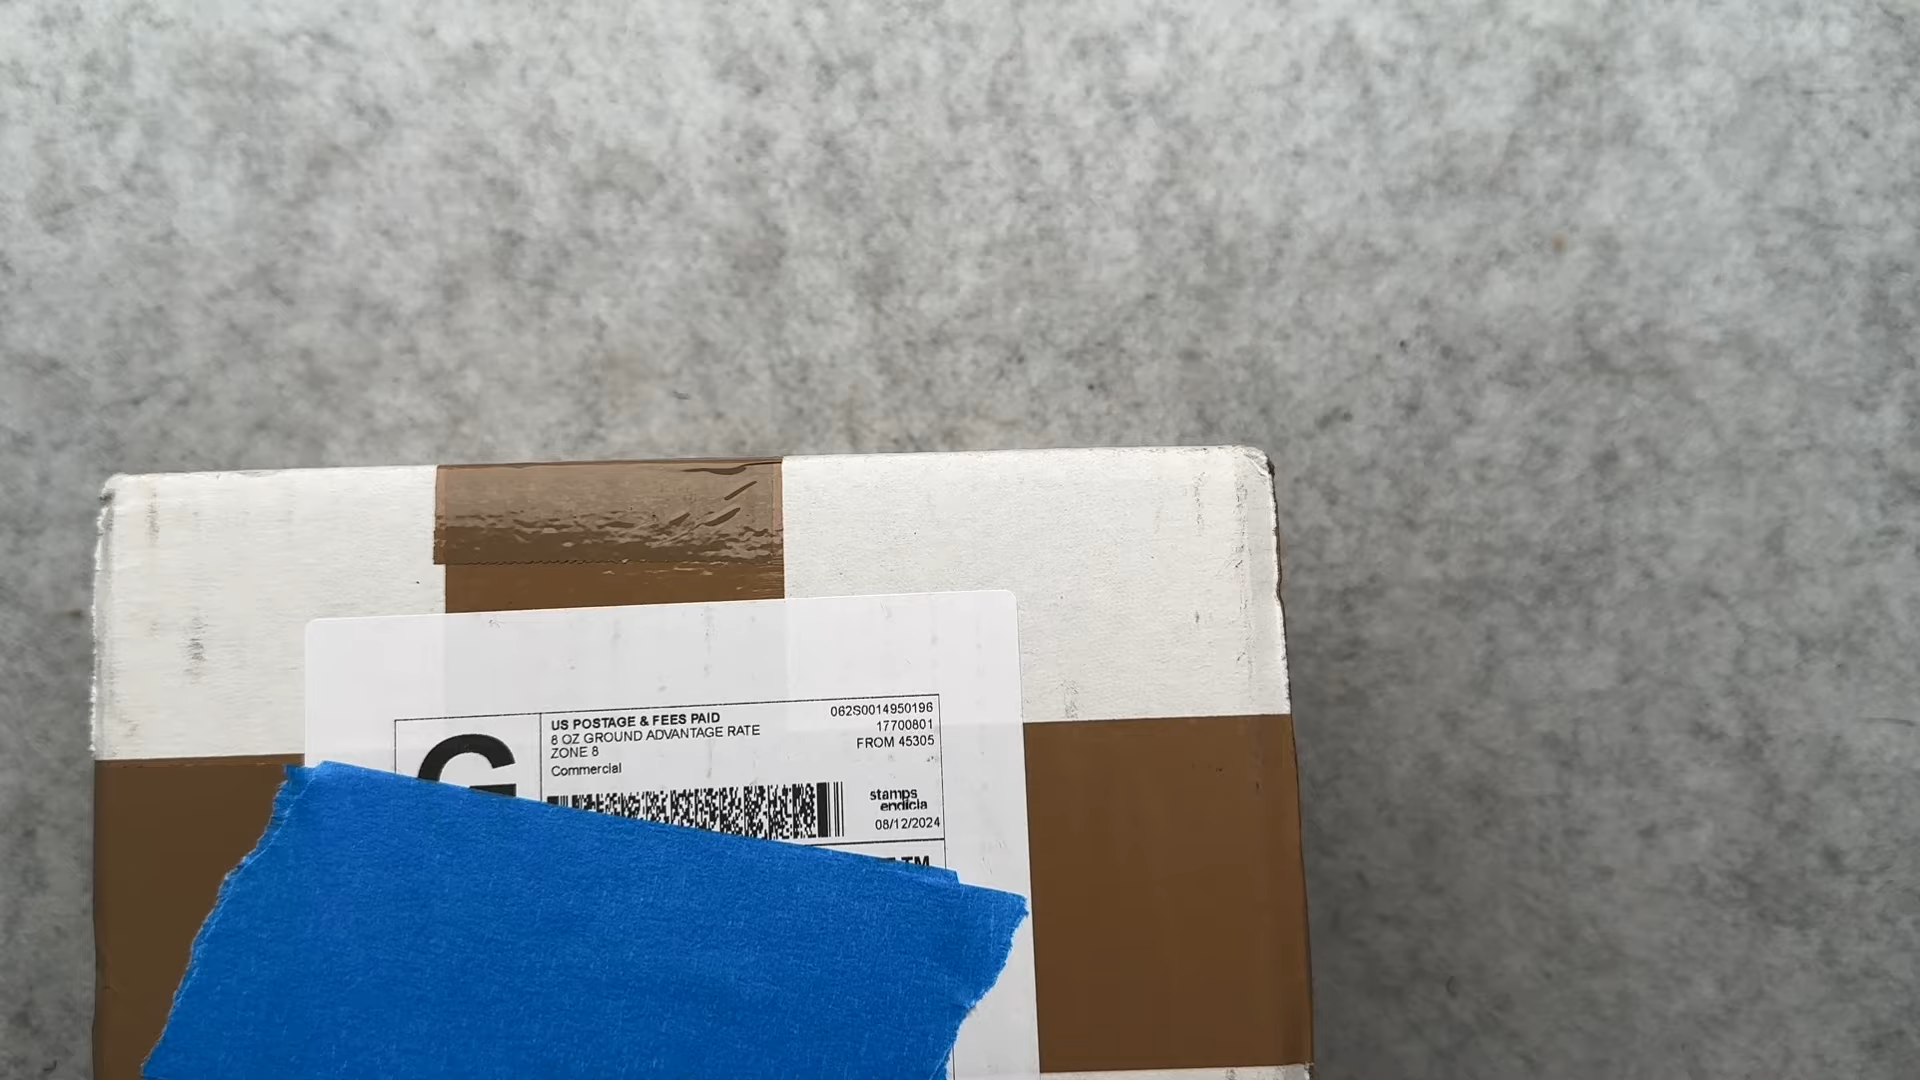 US POSTAGE & FEES PAID
8 OZ GROUND ADVANTAGE RATE
ZONE 8
Commercial
062S0014950196
17700801
FROM 45305
G
stamps
endicia
08/12/2024
TM